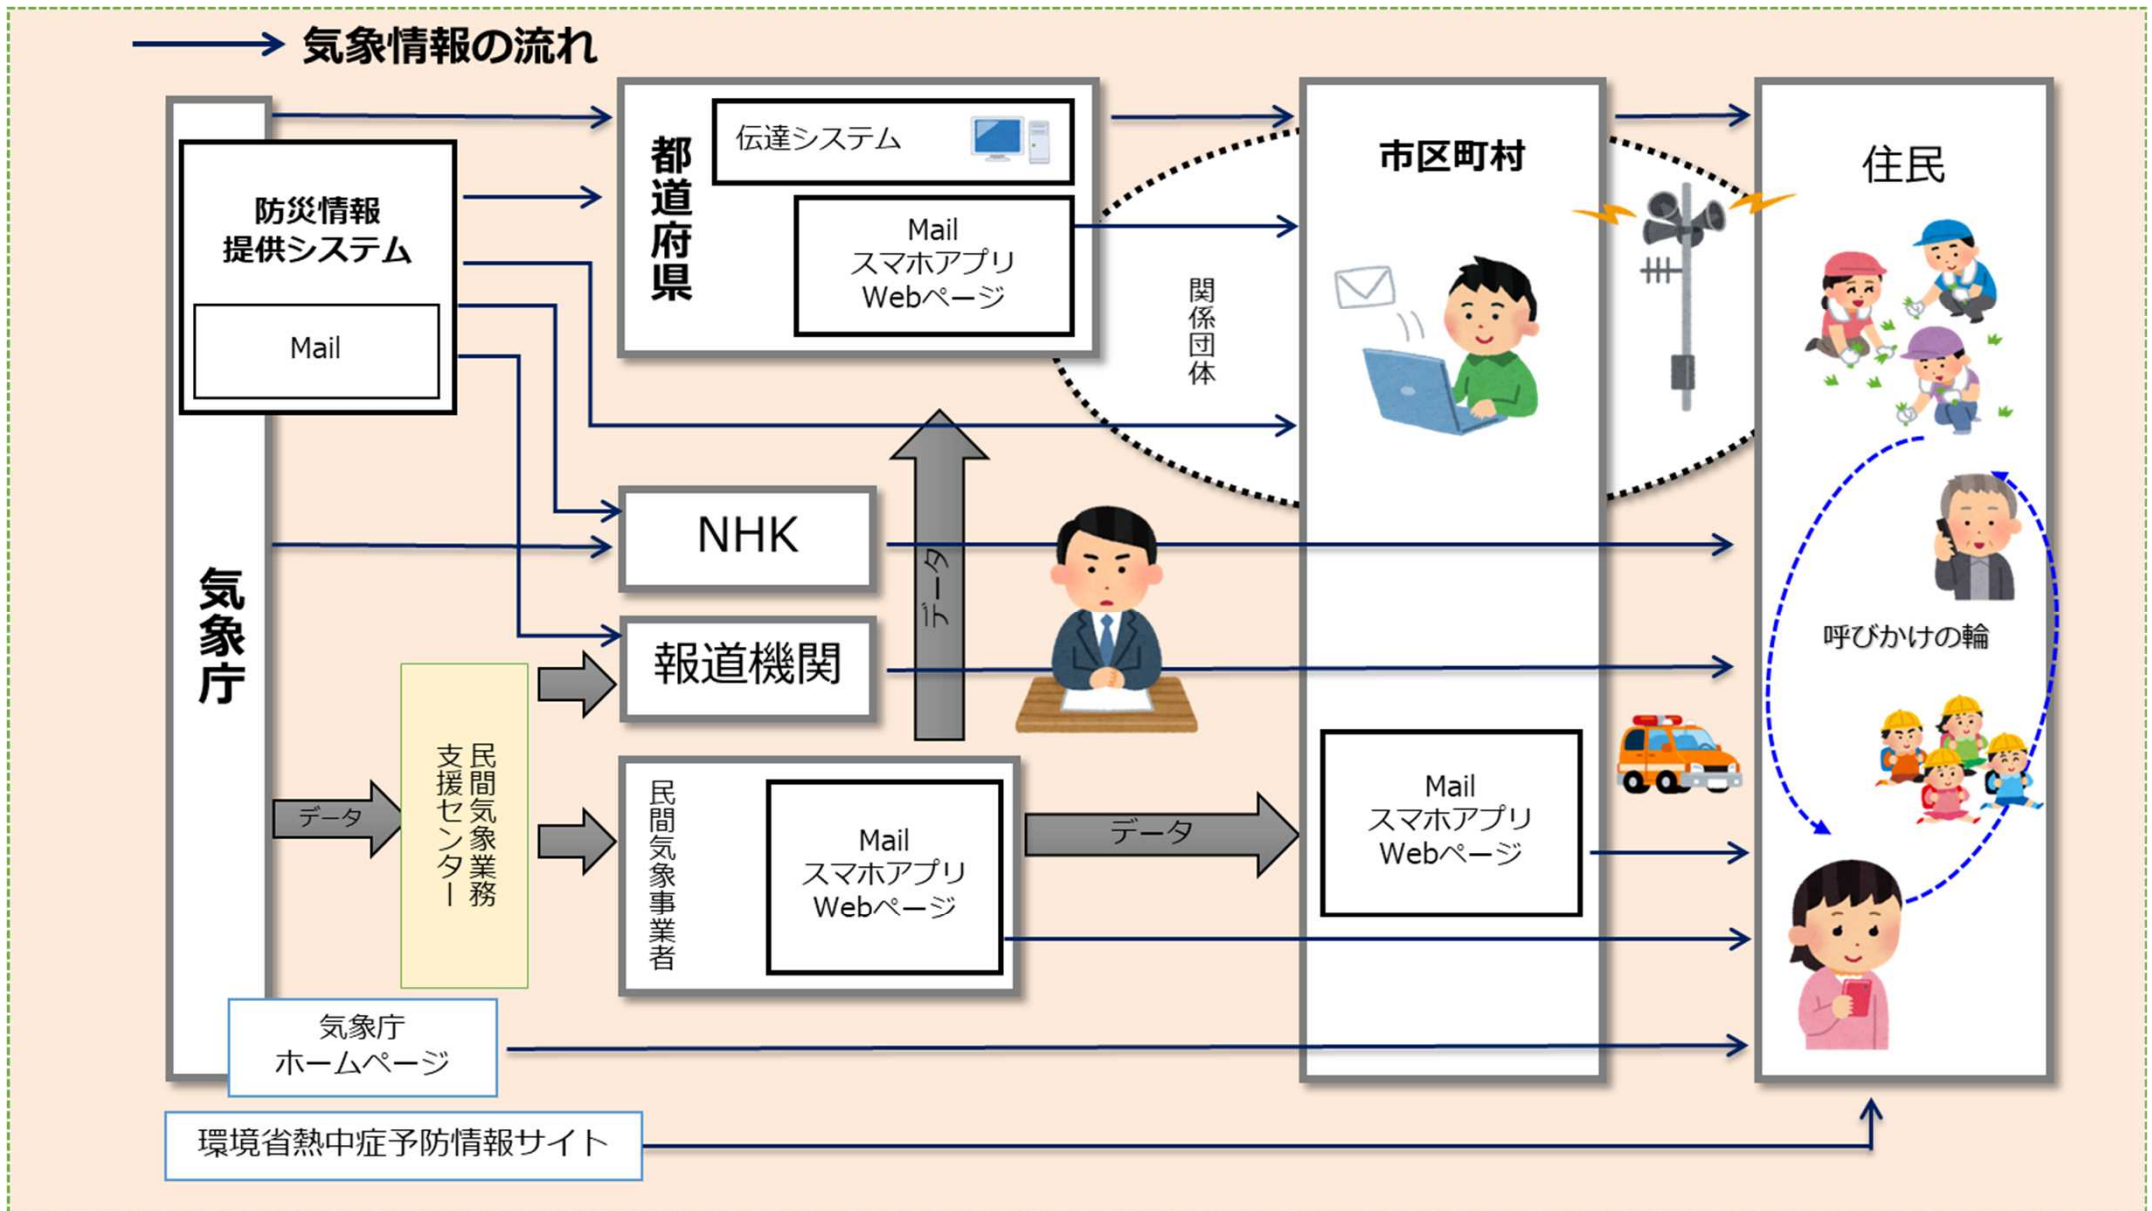 気象情報の流れ
防災情報
提供システム
Mail
気象庁
都道府県
伝達システム
Mail
スマホアプリ
Webページ
関係団体
市区町村
住民
NHK
報道機関
データ
呼びかけの輪
データ
民間気象業務
支援センター
民間気象事業者
Mail
スマホアプリ
Webページ
データ
Mail
スマホアプリ
Webページ
気象庁
ホームページ
環境省熱中症予防情報サイト